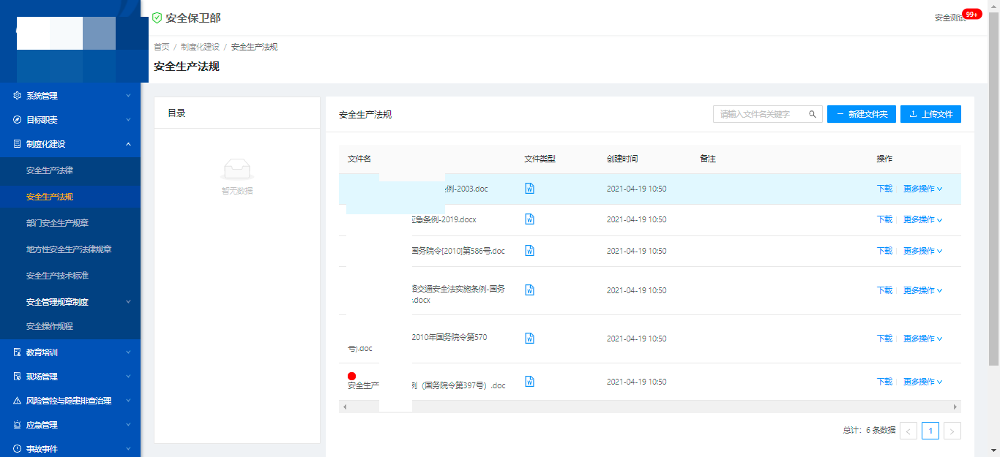 安全保卫部
安全测试
99+
首页 / 制度化建设 / 安全生产法规
安全生产法规
系统管理
目标职责
制度化建设
安全生产法律
安全生产法规
部门安全生产规章
地方性安全生产法律规章
安全生产技术标准
安全管理规章制度
安全操作规程
教育培训
现场管理
风险管控与隐患排查治理
应急管理
事故事件
目录
暂无数据
安全生产法规
请输入文件名关键字
新建文件夹
上传文件
文件名 文件类型 创建时间 备注 操作
例-2003.doc 2021-04-19 10:50 下载 更多操作
应急条例-2019.docx 2021-04-19 10:50 下载 更多操作
国务院令[2010]第586号.doc 2021-04-19 10:50 下载 更多操作
路交通安全法实施条例-国务
.docx 2021-04-19 10:50 下载 更多操作
2010年国务院令第570
号).doc 2021-04-19 10:50 下载 更多操作
安全生产 例（国务院令第397号）.doc 2021-04-19 10:50 下载 更多操作
总计：6 条数据 < 1 >